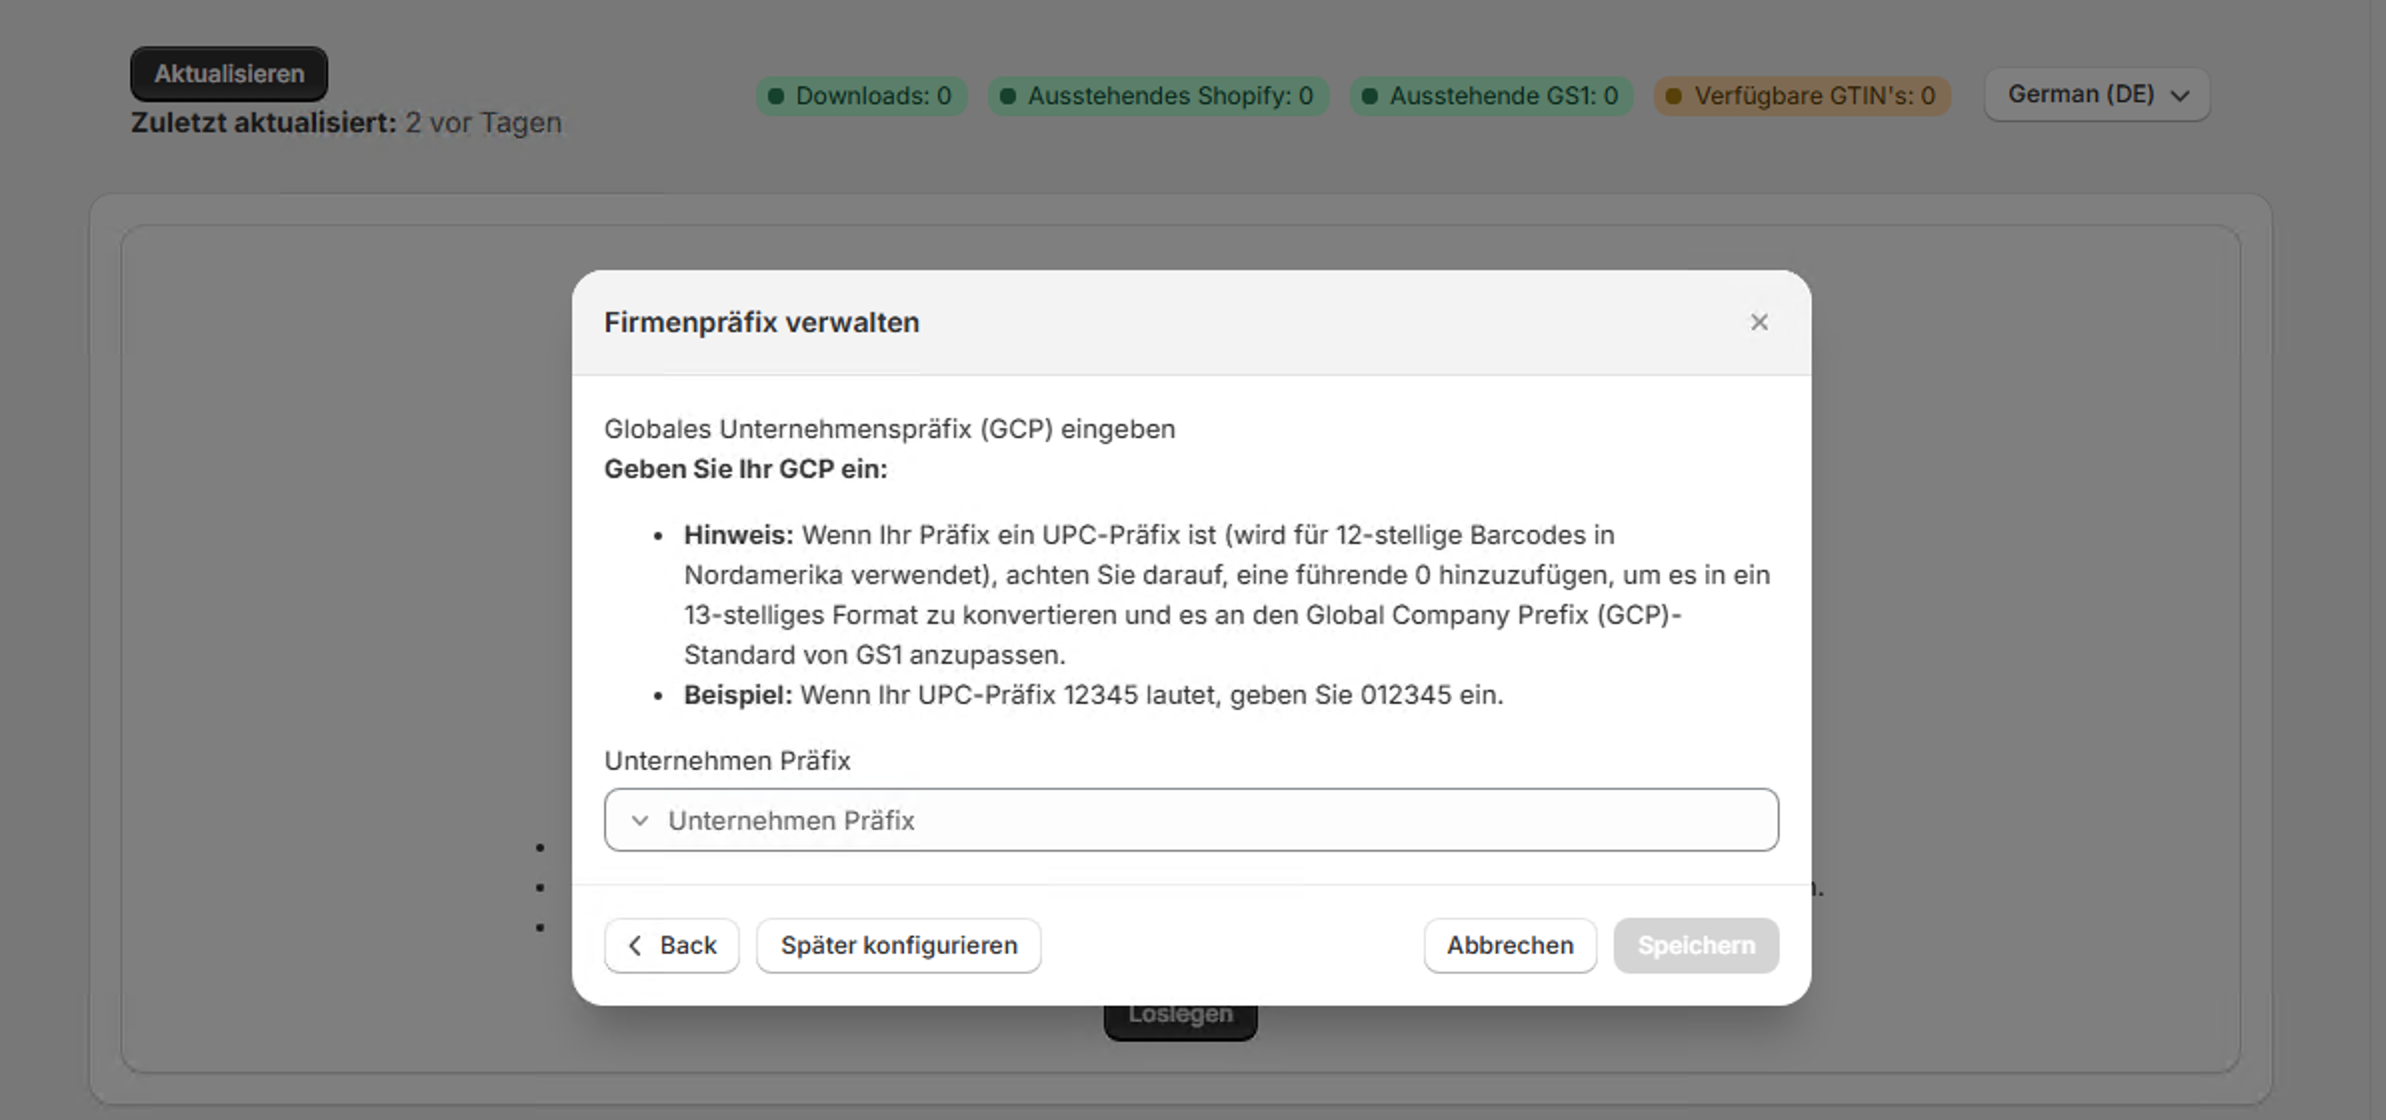 Aktualisieren
Zuletzt aktualisiert: 2 vor Tagen
Downloads: 0
Ausstehendes Shopify: 0
Ausstehende GS1: 0
Verfügbare GTIN's: 0
German (DE)
Firmenpräfix verwalten
Globales Unternehmenspräfix (GCP) eingeben
Geben Sie Ihr GCP ein:
• Hinweis: Wenn Ihr Präfix ein UPC-Präfix ist (wird für 12-stellige Barcodes in
Nordamerika verwendet), achten Sie darauf, eine führende 0 hinzuzufügen, um es in ein
13-stelliges Format zu konvertieren und es an den Global Company Prefix (GCP)-
Standard von GS1 anzupassen.
• Beispiel: Wenn Ihr UPC-Präfix 12345 lautet, geben Sie 012345 ein.
Unternehmen Präfix
Unternehmen Präfix
Back
Später konfigurieren
Abbrechen
Speichern
Loslegen